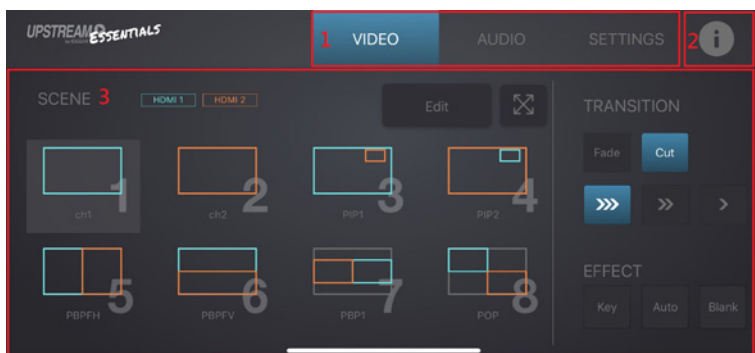 UPSTREAM ESSENTIALS
1 VIDEO AUDIO SETTINGS 2 i
SCENE 3 HDMI 1 HDMI 2 Edit TRANSITION
Fade Cut
1 2 3 4
ch1 ch2 PIP1 PIP2
EFFECT
5 6 7 8
PBPFH PBPFV PBP1 POP
Key Auto Blank